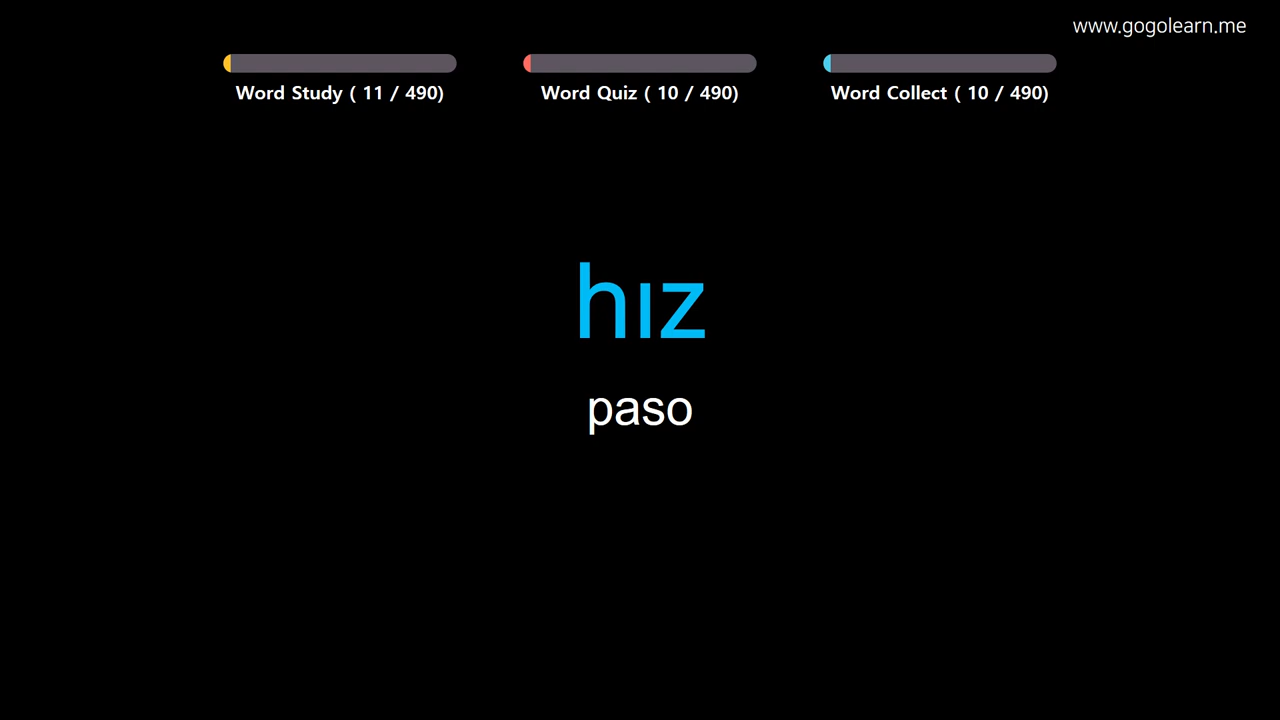 www.gogolearn.me
Word Study ( 11 / 490)
Word Quiz ( 10 / 490)
Word Collect ( 10 / 490)
hız
paso